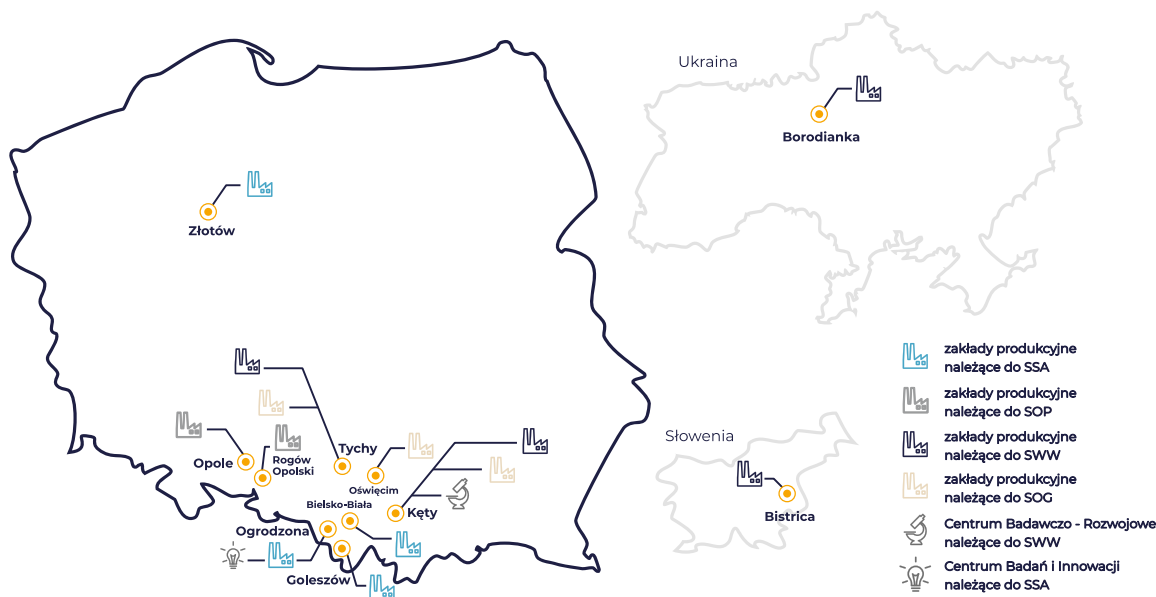 Ukraina
Borodianka
Złotów
Tychy
Opole
Rogów
Opolski
Oświęcim
Bielsko-Biała
Kęty
Ogrodzona
Goleszów
Słowenia
Bistrica
zakłady produkcyjne
należące do SSA
zakłady produkcyjne
należące do SOP
zakłady produkcyjne
należące do SWW
zakłady produkcyjne
należące do SOG
Centrum Badawczo - Rozwojowe
należące do SWW
Centrum Badań i Innowacji
należące do SSA